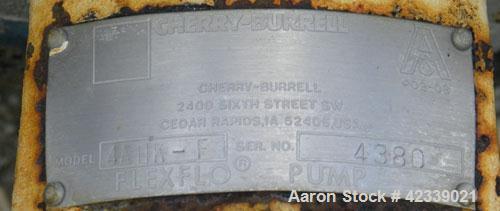 CHERRY-BURRELL
CHERRY-BURRELL
2400 SIXTH STREET SW
CEDAR RAPIDS, IA 52406, USA
MODEL SER. NO. 4380
FLEXFLO® PUMP
Aaron Stock # 42339021